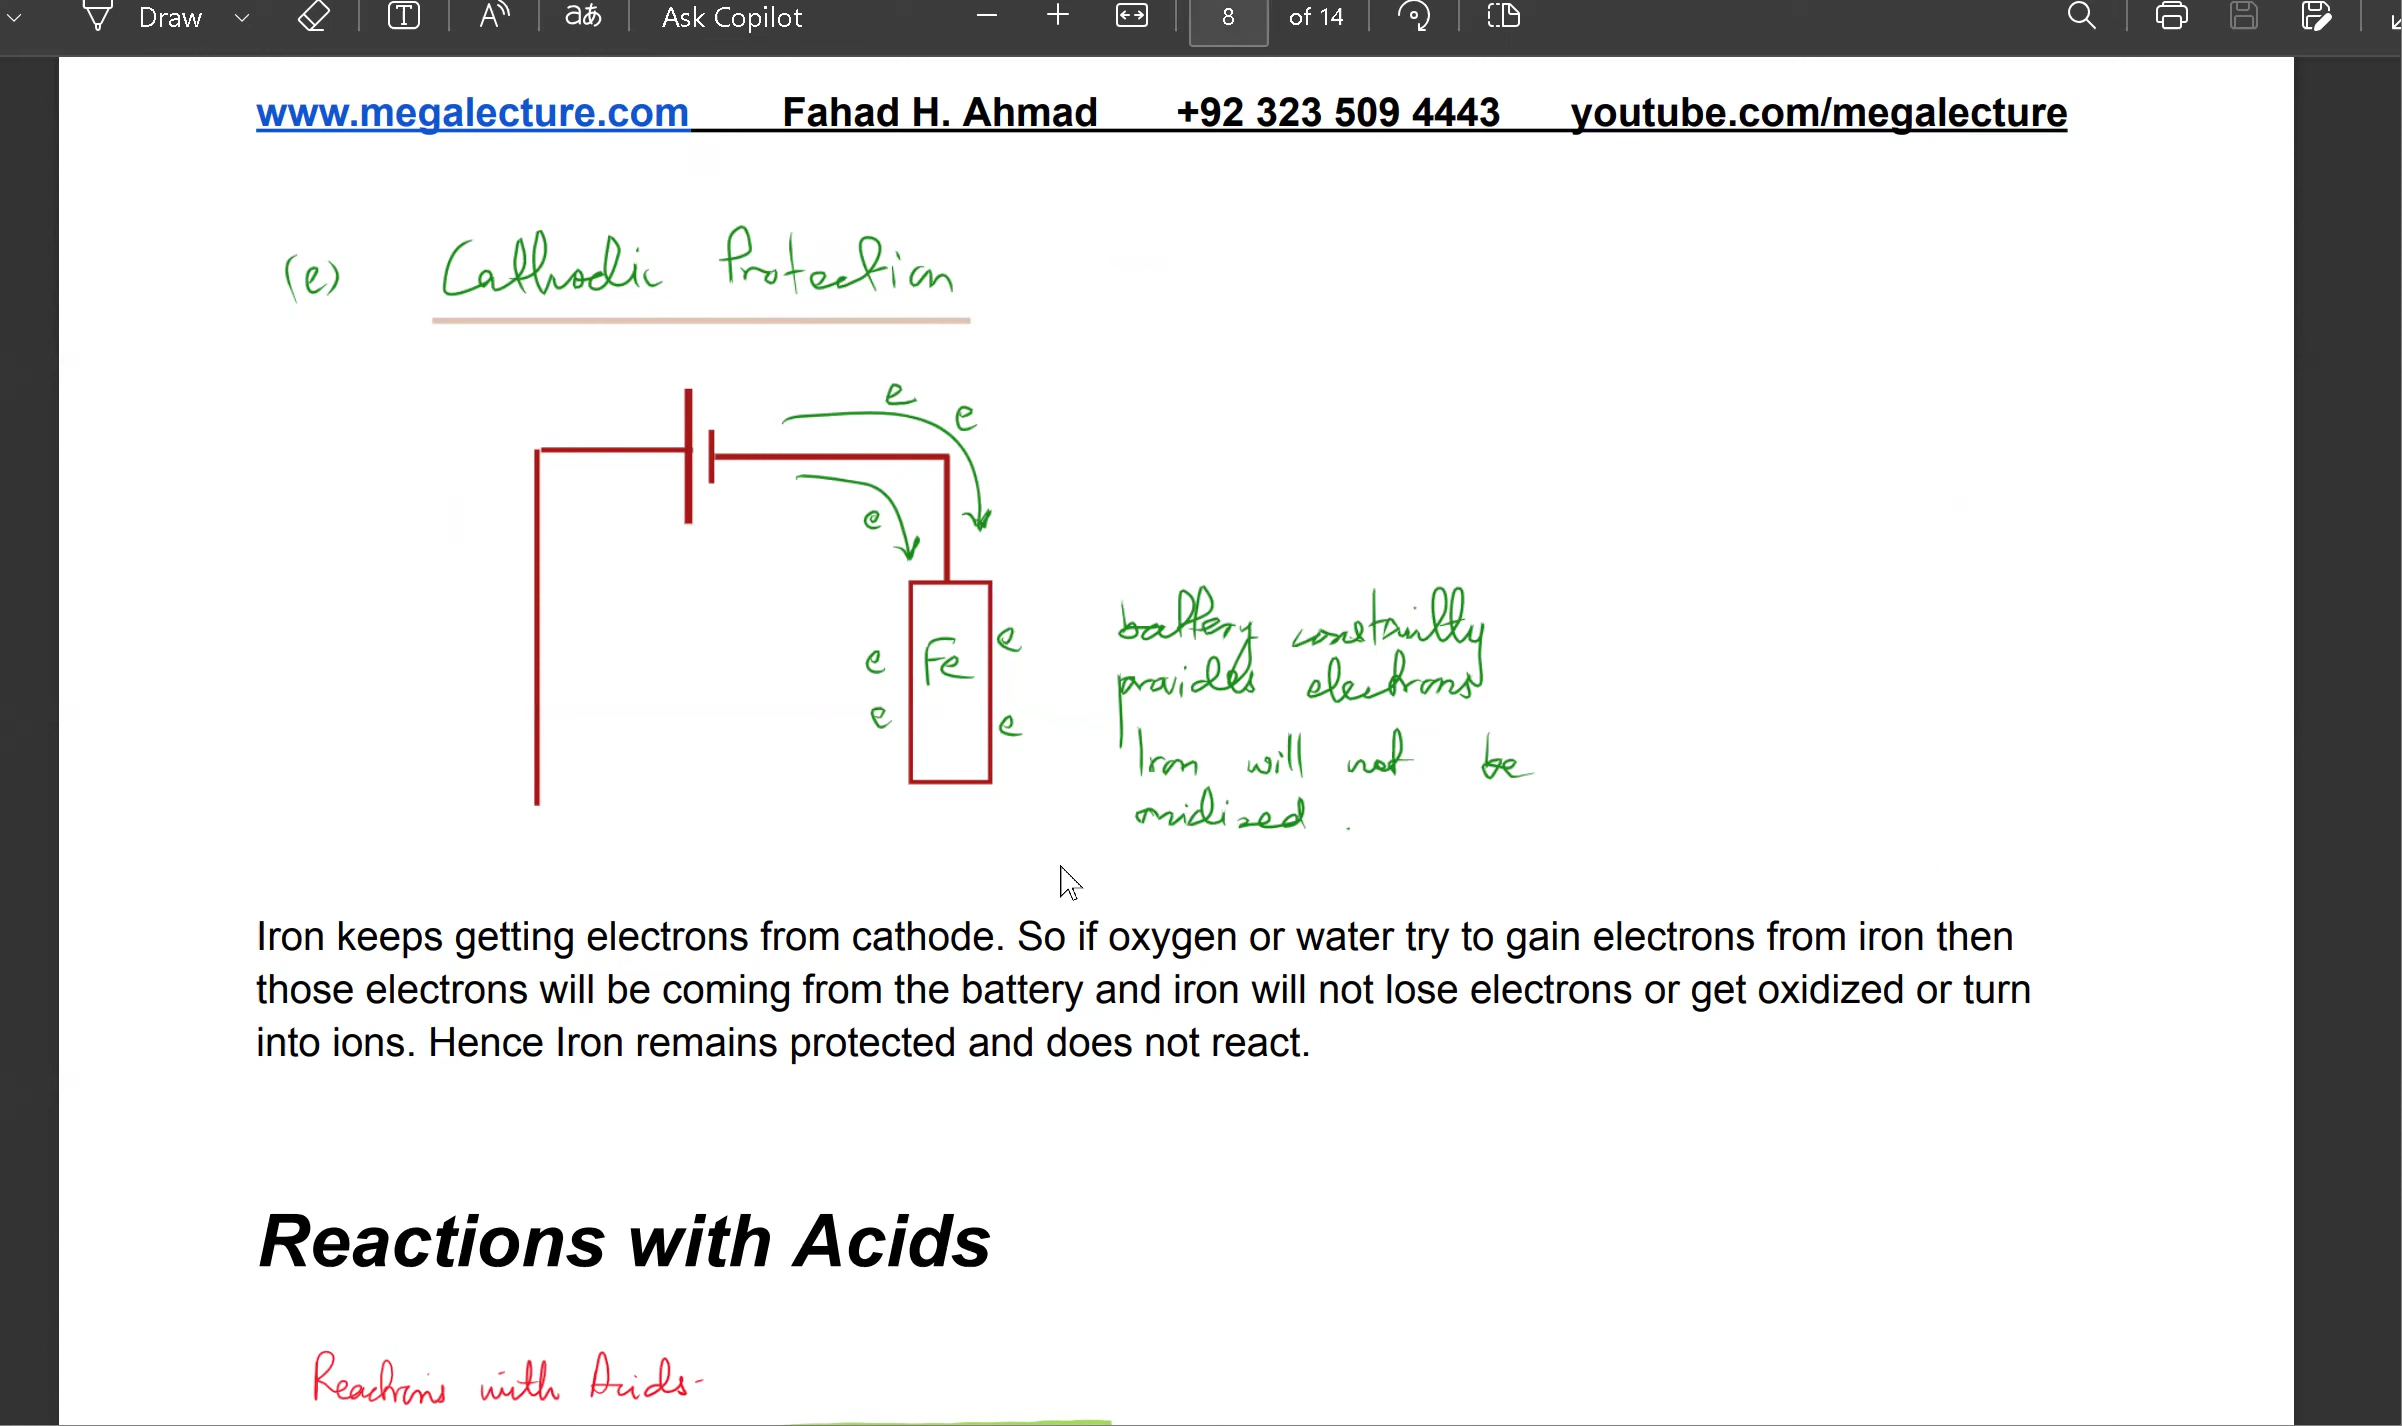 Draw A aあ Ask Copilot 8 of 14
www.megalecture.com Fahad H. Ahmad +92 323 509 4443 youtube.com/megalecture
(e) Cathodic Protection
e
e
e
Fe
e
e
e
e
battery constantly
provides electrons
Iron will not be
oxidized.
Iron keeps getting electrons from cathode. So if oxygen or water try to gain electrons from iron then
those electrons will be coming from the battery and iron will not lose electrons or get oxidized or turn
into ions. Hence Iron remains protected and does not react.
Reactions with Acids
Reactions with Acids-